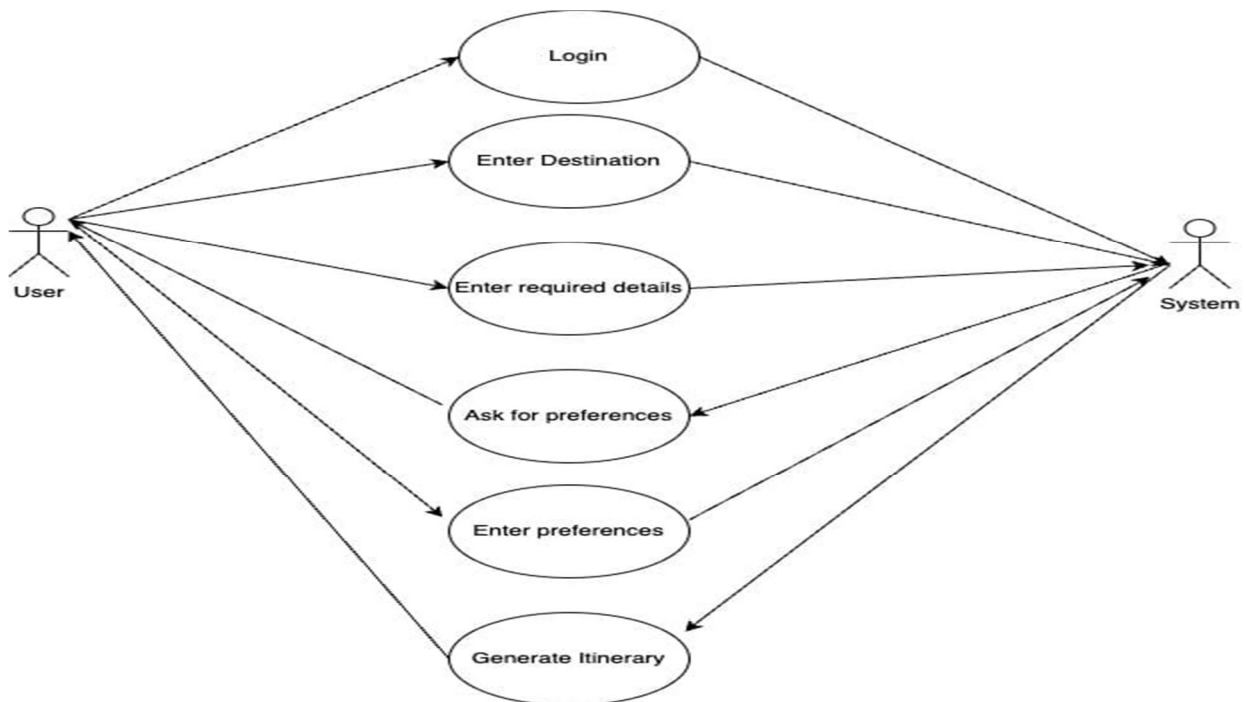 Login
Enter Destination
User
Enter required details
System
Ask for preferences
Enter preferences
Generate Itinerary